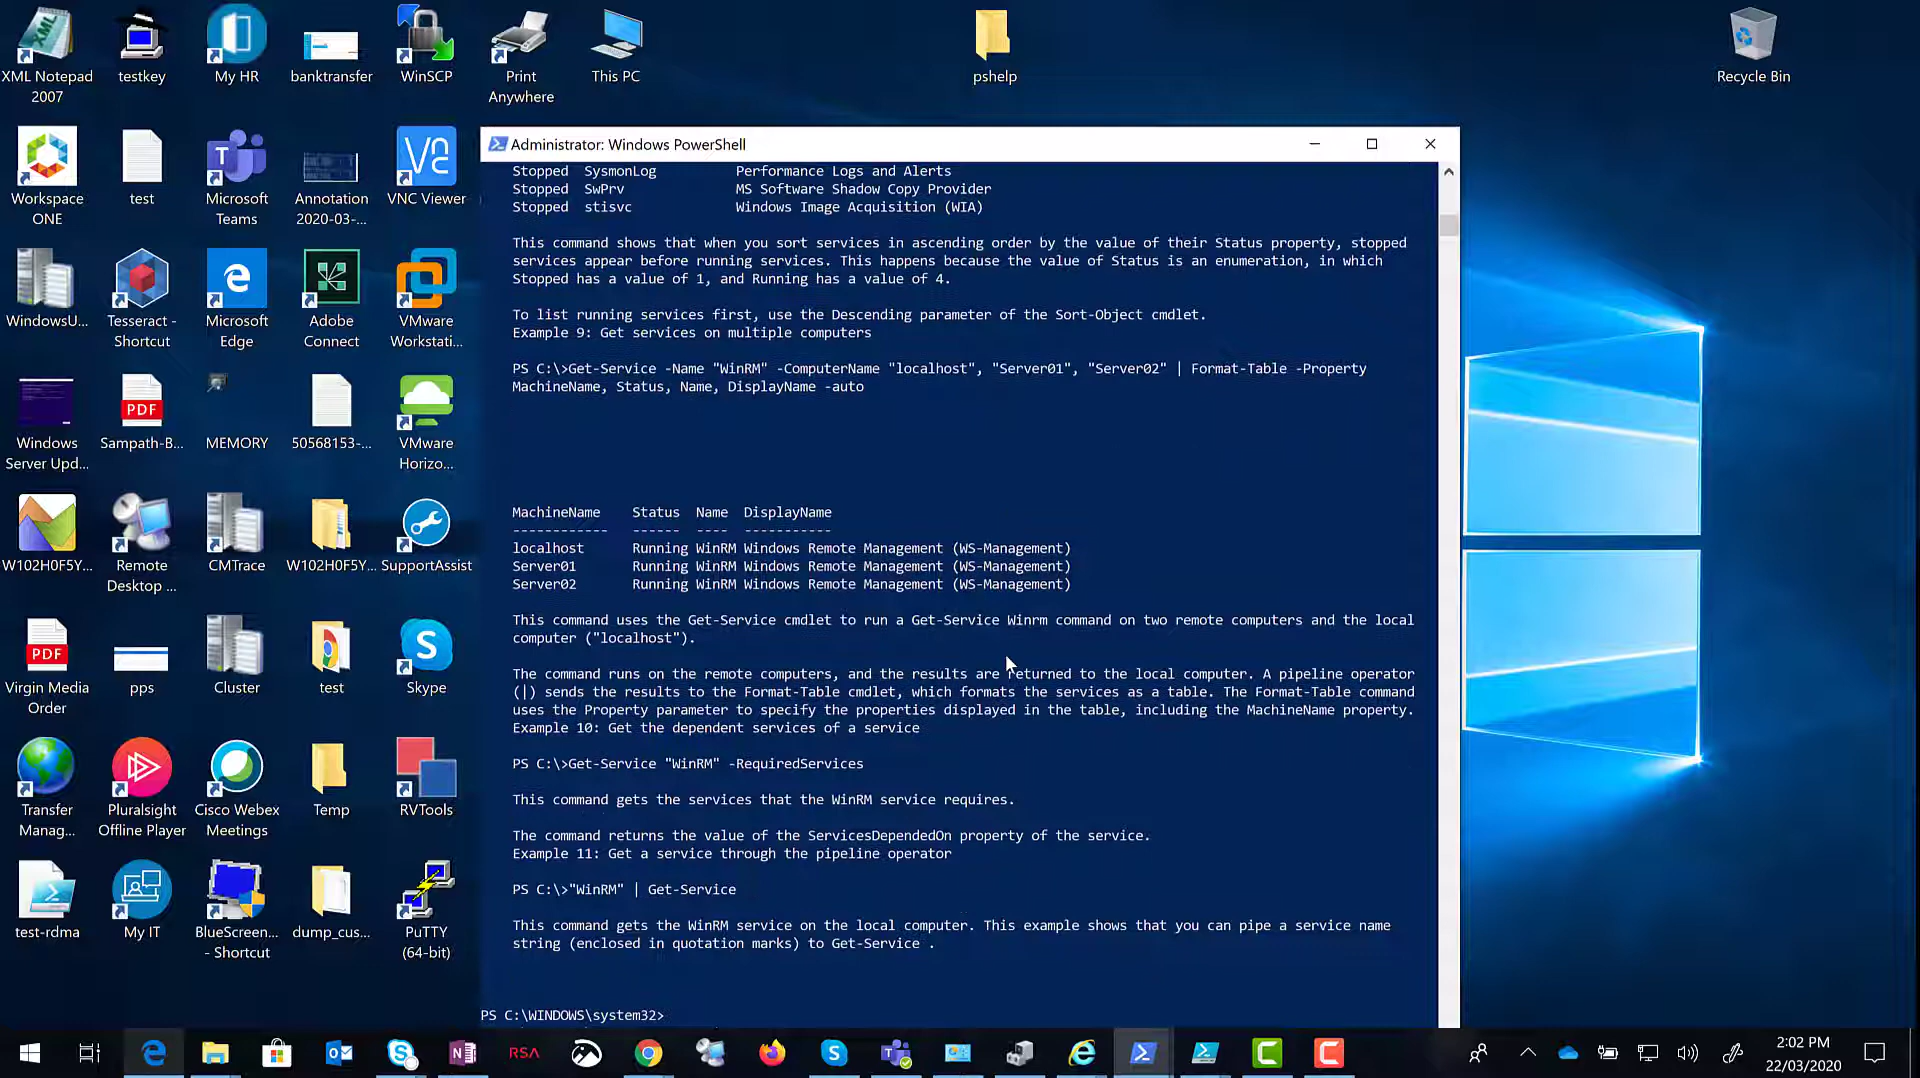 XML Notepad
2007
testkey
My HR
banktransfer
WinSCP
Print
Anywhere
This PC
pshelp
Recycle Bin
Workspace
ONE
test
Microsoft
Teams
Annotation
2020-03-...
VNC Viewer
WindowsU...
Tesseract -
Shortcut
Microsoft
Edge
Adobe
Connect
VMware
Workstati...
Windows
Server Upd...
PDF
Sampath-B...
MEMORY
50568153-...
VMware
Horizo...
W102H0F5Y...
Remote
Desktop ...
CMTrace
W102H0F5Y...
SupportAssist
PDF
Virgin Media
Order
pps
Cluster
test
Skype
Transfer
Manag...
Pluralsight
Offline Player
Cisco Webex
Meetings
Temp
RVTools
test-rdma
My IT
BlueScreen...
- Shortcut
dump_cus...
PuTTY
(64-bit)
Administrator: Windows PowerShell
Stopped  SysmonLog          Performance Logs and Alerts
Stopped  SwPrv              MS Software Shadow Copy Provider
Stopped  stisvc             Windows Image Acquisition (WIA)
This command shows that when you sort services in ascending order by the value of their Status property, stopped
services appear before running services. This happens because the value of Status is an enumeration, in which
Stopped has a value of 1, and Running has a value of 4.
To list running services first, use the Descending parameter of the Sort-Object cmdlet.
Example 9: Get services on multiple computers
PS C:\>Get-Service -Name "WinRM" -ComputerName "localhost", "Server01", "Server02" | Format-Table -Property
MachineName, Status, Name, DisplayName -auto
MachineName    Status  Name  DisplayName
------------   ------  ----  -----------
localhost      Running WinRM Windows Remote Management (WS-Management)
Server01       Running WinRM Windows Remote Management (WS-Management)
Server02       Running WinRM Windows Remote Management (WS-Management)
This command uses the Get-Service cmdlet to run a Get-Service Winrm command on two remote computers and the local
computer ("localhost").
The command runs on the remote computers, and the results are returned to the local computer. A pipeline operator
(|) sends the results to the Format-Table cmdlet, which formats the services as a table. The Format-Table command
uses the Property parameter to specify the properties displayed in the table, including the MachineName property.
Example 10: Get the dependent services of a service
PS C:\>Get-Service "WinRM" -RequiredServices
This command gets the services that the WinRM service requires.
The command returns the value of the ServicesDependedOn property of the service.
Example 11: Get a service through the pipeline operator
PS C:\>"WinRM" | Get-Service
This command gets the WinRM service on the local computer. This example shows that you can pipe a service name
string (enclosed in quotation marks) to Get-Service .
PS C:\WINDOWS\system32>
RSA
2:02 PM
22/03/2020